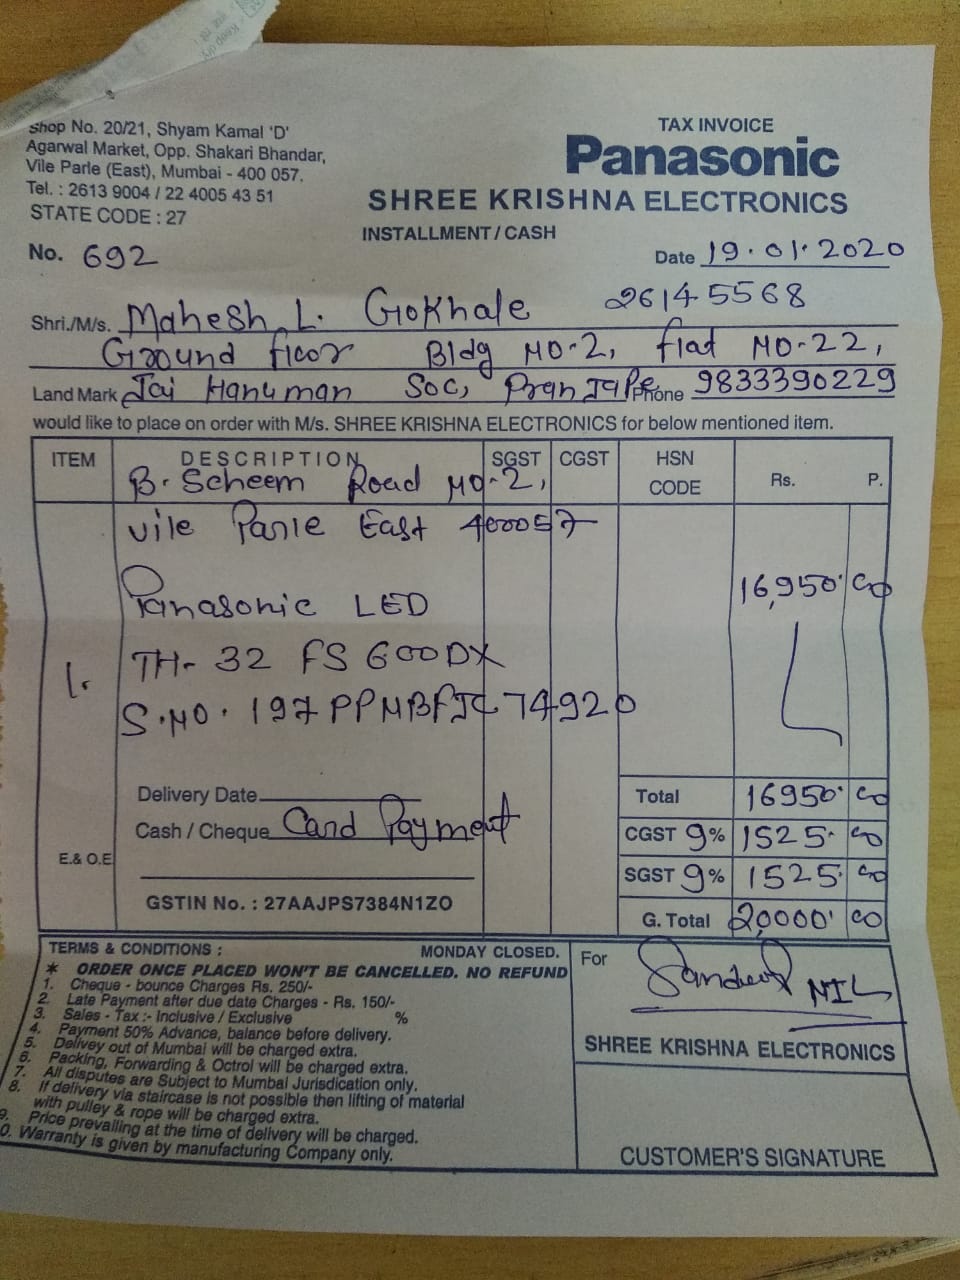 Shop No. 20/21, Shyam Kamal 'D'
Agarwal Market, Opp. Shakari Bhandar,
Vile Parle (East), Mumbai - 400 057.
Tel. : 2613 9004 / 22 4005 43 51
STATE CODE : 27
TAX INVOICE
Panasonic
SHREE KRISHNA ELECTRONICS
INSTALLMENT / CASH
No. 692
Date 19.01.2020
Shri./M/s. Mahesh L. Gokhale 26145568
Ground floor Bldg NO-2, flat NO-22,
Land Mark Jai Hanuman Soc, Pranjape Phone 9833390229
would like to place on order with M/s. SHREE KRISHNA ELECTRONICS for below mentioned item.
ITEM DESCRIPTION SGST CGST HSN CODE Rs. P.
B. Scheem Road NO-2,
vile Parle East 400057
Panasonic LED 16,950.00
1. TH-32 FS 600DX
S.NO. 197PPMBFJC74920
Delivery Date
Total 16950.00
Cash / Cheque Card Payment
CGST 9% 1525.00
E.& O.E
SGST 9% 1525.00
GSTIN No. : 27AAJPS7384N1ZO
G. Total 20000.00
TERMS & CONDITIONS : MONDAY CLOSED.
* ORDER ONCE PLACED WON'T BE CANCELLED. NO REFUND
1. Cheque - bounce Charges Rs. 250/-
2. Late Payment after due date Charges - Rs. 150/-
3. Sales - Tax :- Inclusive / Exclusive %
4. Payment 50% Advance, balance before delivery.
5. Delivey out of Mumbai will be charged extra.
6. Packing, Forwarding & Octroi will be charged extra.
7. All disputes are Subject to Mumbai Jurisdication only.
8. If delivery via staircase is not possible then lifting of material
with pulley & rope will be charged extra.
9. Price prevailing at the time of delivery will be charged.
0. Warranty is given by manufacturing Company only.
For
NIL
SHREE KRISHNA ELECTRONICS
CUSTOMER'S SIGNATURE